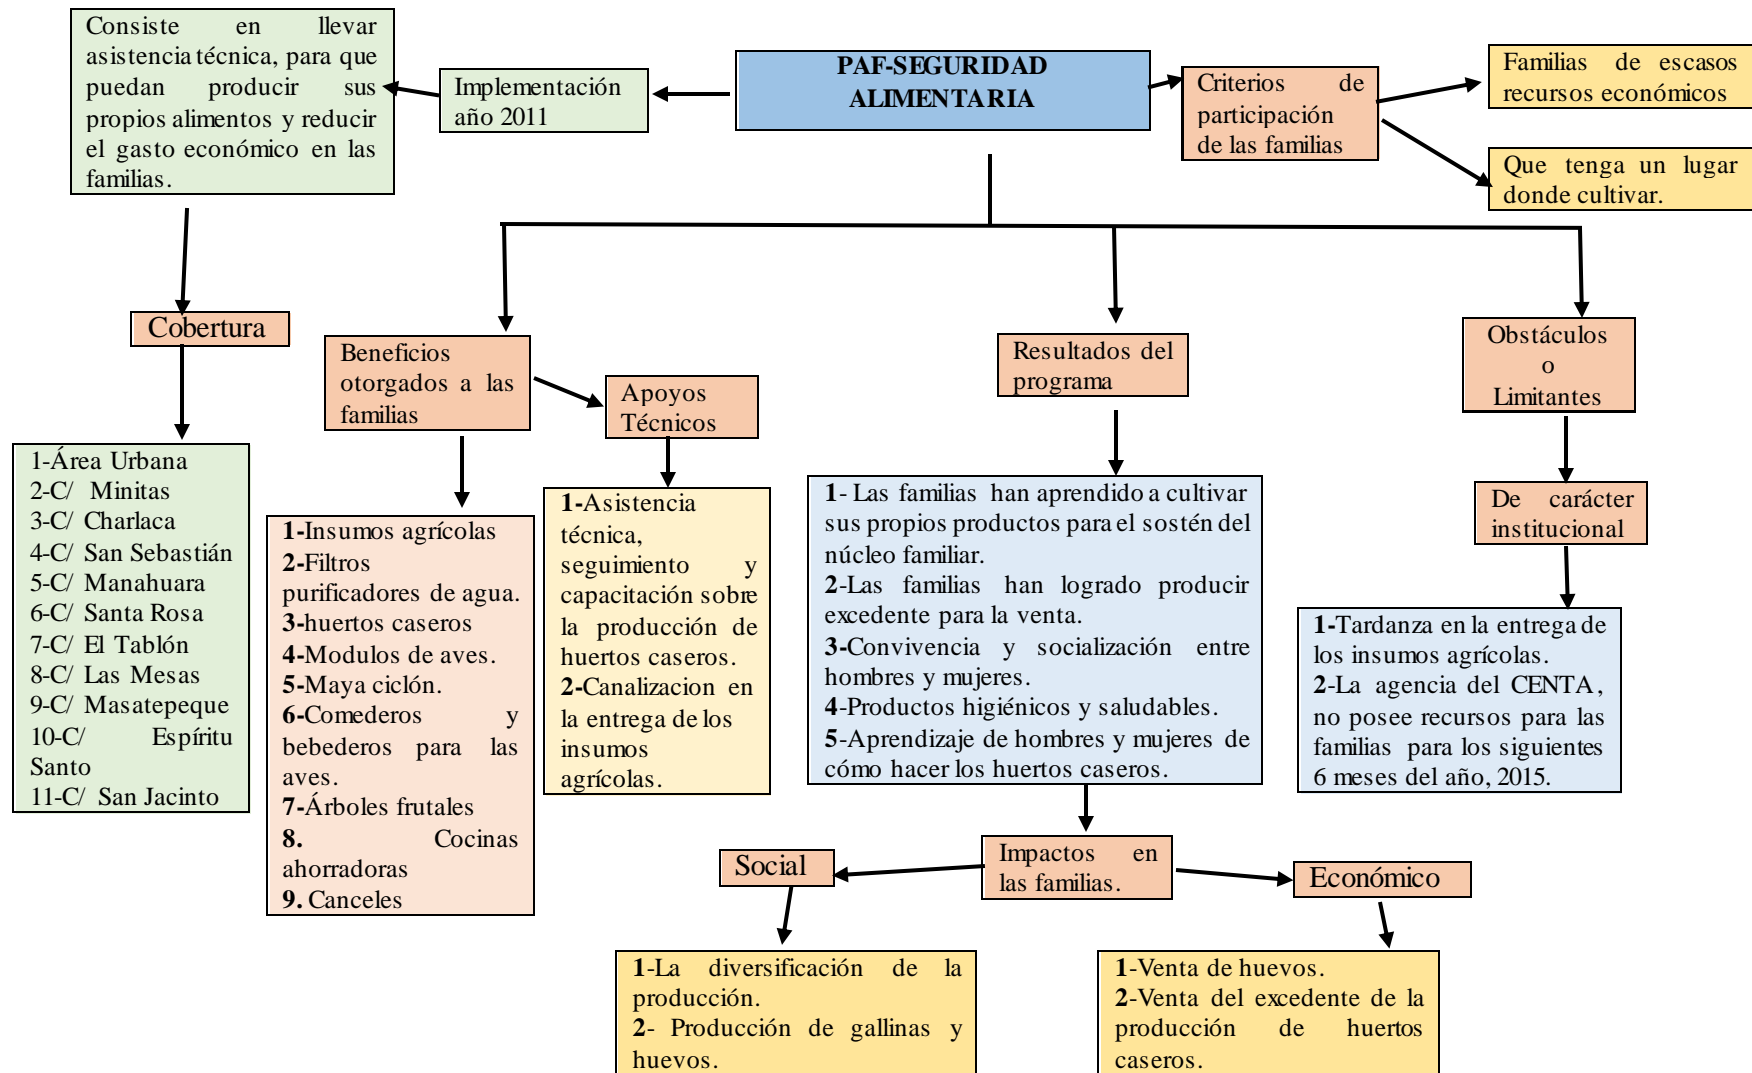 Consiste en llevar
asistencia técnica, para que
puedan producir sus
propios alimentos y reducir
el gasto económico en las
familias.
Implementación
año 2011
PAF-SEGURIDAD
ALIMENTARIA
Criterios de
participación
de las familias
Familias de escasos
recursos económicos
Que tenga un lugar
donde cultivar.
Cobertura
1-Área Urbana
2-C/ Minitas
3-C/ Charlaca
4-C/ San Sebastián
5-C/ Manahuara
6-C/ Santa Rosa
7-C/ El Tablón
8-C/ Las Mesas
9-C/ Masatepeque
10-C/ Espíritu
Santo
11-C/ San Jacinto
Beneficios
otorgados a las
familias
1-Insumos agrícolas
2-Filtros
purificadores de agua.
3-huertos caseros
4-Modulos de aves.
5-Maya ciclón.
6-Comederos y
bebederos para las
aves.
7-Árboles frutales
8. Cocinas
ahorradoras
9. Canceles
Apoyos
Técnicos
1-Asistencia
técnica,
seguimiento y
capacitación sobre
la producción de
huertos caseros.
2-Canalizacion en
la entrega de los
insumos
agrícolas.
Resultados del
programa
1- Las familias han aprendido a cultivar
sus propios productos para el sostén del
núcleo familiar.
2-Las familias han logrado producir
excedente para la venta.
3-Convivencia y socialización entre
hombres y mujeres.
4-Productos higiénicos y saludables.
5-Aprendizaje de hombres y mujeres de
cómo hacer los huertos caseros.
Obstáculos
o
Limitantes
De carácter
institucional
1-Tardanza en la entrega de
los insumos agrícolas.
2-La agencia del CENTA,
no posee recursos para las
familias para los siguientes
6 meses del año, 2015.
Impactos en
las familias.
Social
1-La diversificación de la
producción.
2- Producción de gallinas y
huevos.
Económico
1-Venta de huevos.
2-Venta del excedente de la
producción de huertos
caseros.